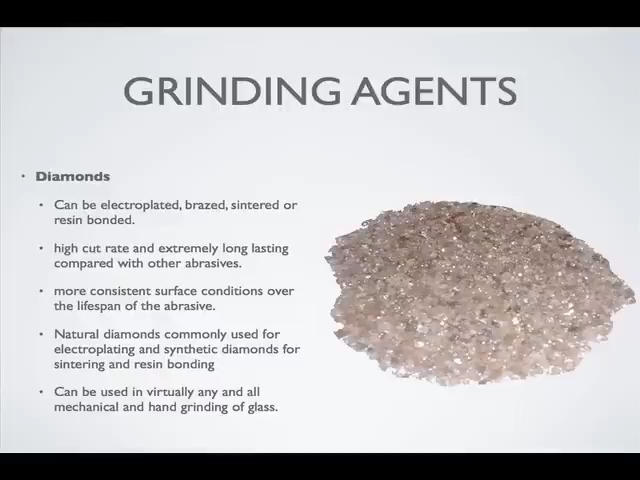 GRINDING AGENTS
• Diamonds
• Can be electroplated, brazed, sintered or
resin bonded.
• high cut rate and extremely long lasting
compared with other abrasives.
• more consistent surface conditions over
the lifespan of the abrasive.
• Natural diamonds commonly used for
electroplating and synthetic diamonds for
sintering and resin bonding
• Can be used in virtually any and all
mechanical and hand grinding of glass.